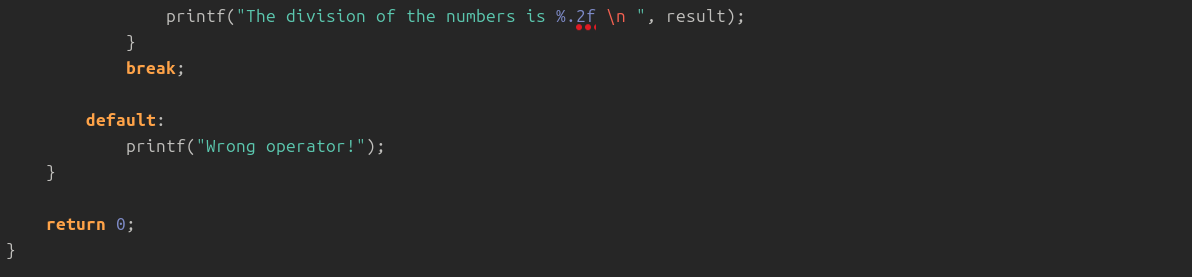 printf("The division of the numbers is %.2f \n ", result);
}
break;
default:
printf("Wrong operator!");
}
return 0;
}